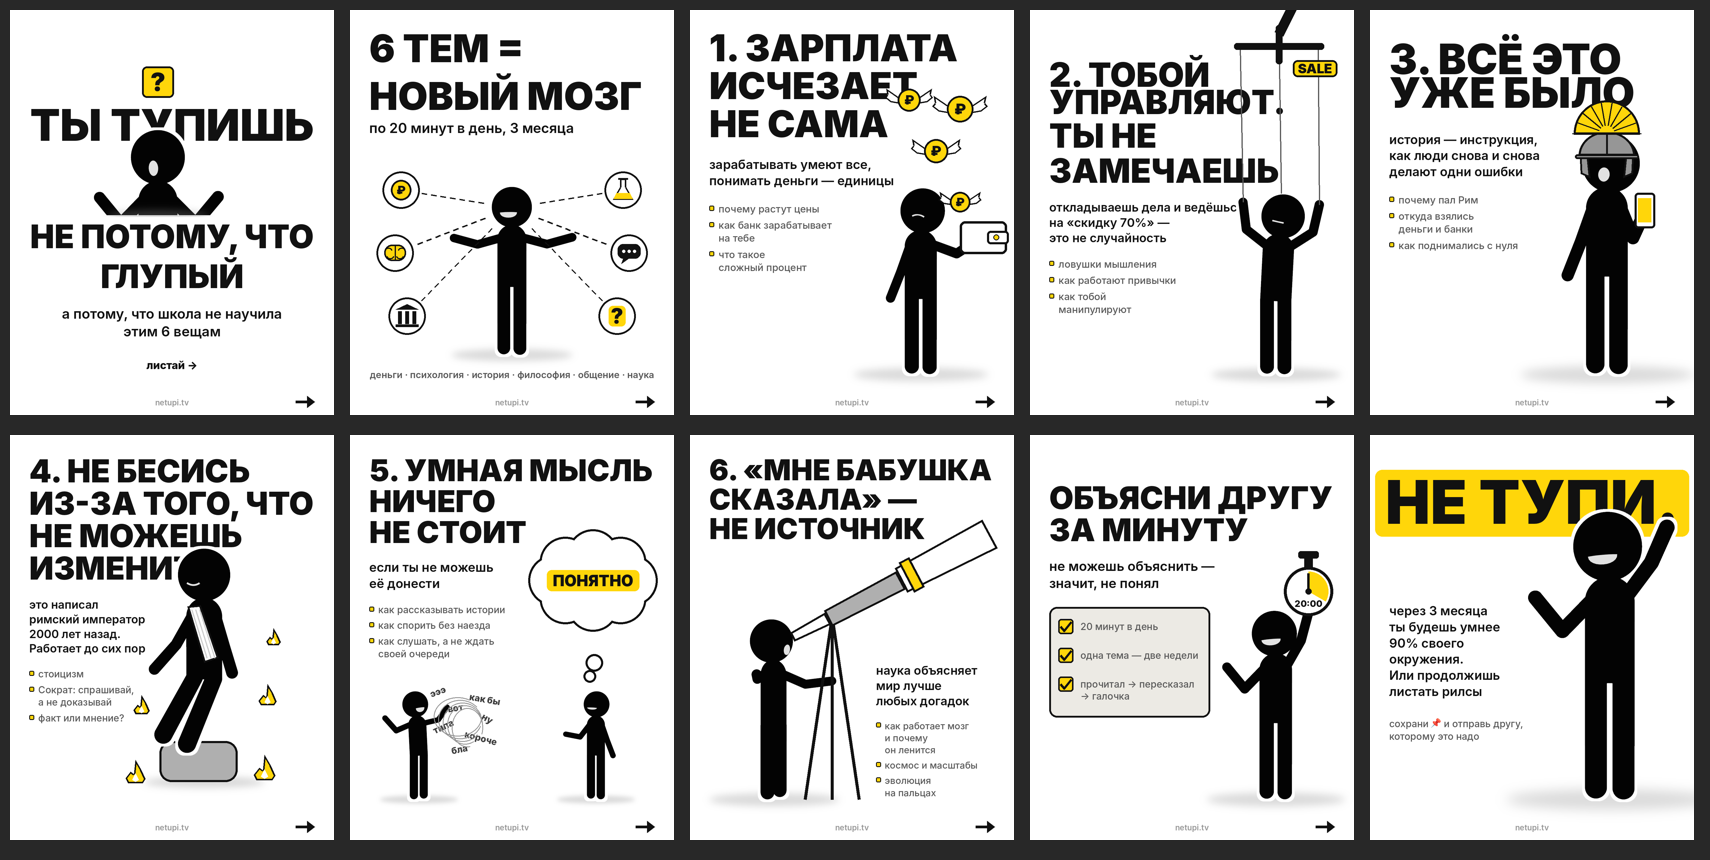 ?
ТЫ ТУПИШЬ
НЕ ПОТОМУ, ЧТО
ГЛУПЫЙ
а потому, что школа не научила
этим 6 вещам
листай →
netupi.tv
6 ТЕМ =
НОВЫЙ МОЗГ
по 20 минут в день, 3 месяца
₽
?
деньги · психология · история · философия · общение · наука
netupi.tv
1. ЗАРПЛАТА
ИСЧЕЗАЕТ
НЕ САМА
₽
₽
₽
₽
зарабатывать умеют все,
понимать деньги — единицы
почему растут цены
как банк зарабатывает
на тебе
что такое
сложный процент
netupi.tv
SALE
2. ТОБОЙ
УПРАВЛЯЮТ.
ТЫ НЕ
ЗАМЕЧАЕШЬ
откладываешь дела и ведёшься
на «скидку 70%» —
это не случайность
ловушки мышления
как работают привычки
как тобой
манипулируют
netupi.tv
3. ВСЁ ЭТО
УЖЕ БЫЛО
история — инструкция,
как люди снова и снова
делают одни ошибки
почему пал Рим
откуда взялись
деньги и банки
как поднимались с нуля
netupi.tv
4. НЕ БЕСИСЬ
ИЗ-ЗА ТОГО, ЧТО
НЕ МОЖЕШЬ
ИЗМЕНИТ
это написал
римский император
2000 лет назад.
Работает до сих пор
стоицизм
Сократ: спрашивай,
а не доказывай
факт или мнение?
netupi.tv
5. УМНАЯ МЫСЛЬ
НИЧЕГО
НЕ СТОИТ
если ты не можешь
её донести
ПОНЯТНО
как рассказывать истории
как спорить без наезда
как слушать, а не ждать
своей очереди
эээ
как бы
вот
ну
типа
короче
бла
netupi.tv
6. «МНЕ БАБУШКА
СКАЗАЛА» —
НЕ ИСТОЧНИК
наука объясняет
мир лучше
любых догадок
как работает мозг
и почему
он ленится
космос и масштабы
эволюция
на пальцах
netupi.tv
ОБЪЯСНИ ДРУГУ
ЗА МИНУТУ
не можешь объяснить —
значит, не понял
20:00
20 минут в день
одна тема — две недели
прочитал → пересказал
→ галочка
netupi.tv
НЕ ТУПИ.
через 3 месяца
ты будешь умнее
90% своего
окружения.
Или продолжишь
листать рилсы
сохрани 📌 и отправь другу,
которому это надо
netupi.tv